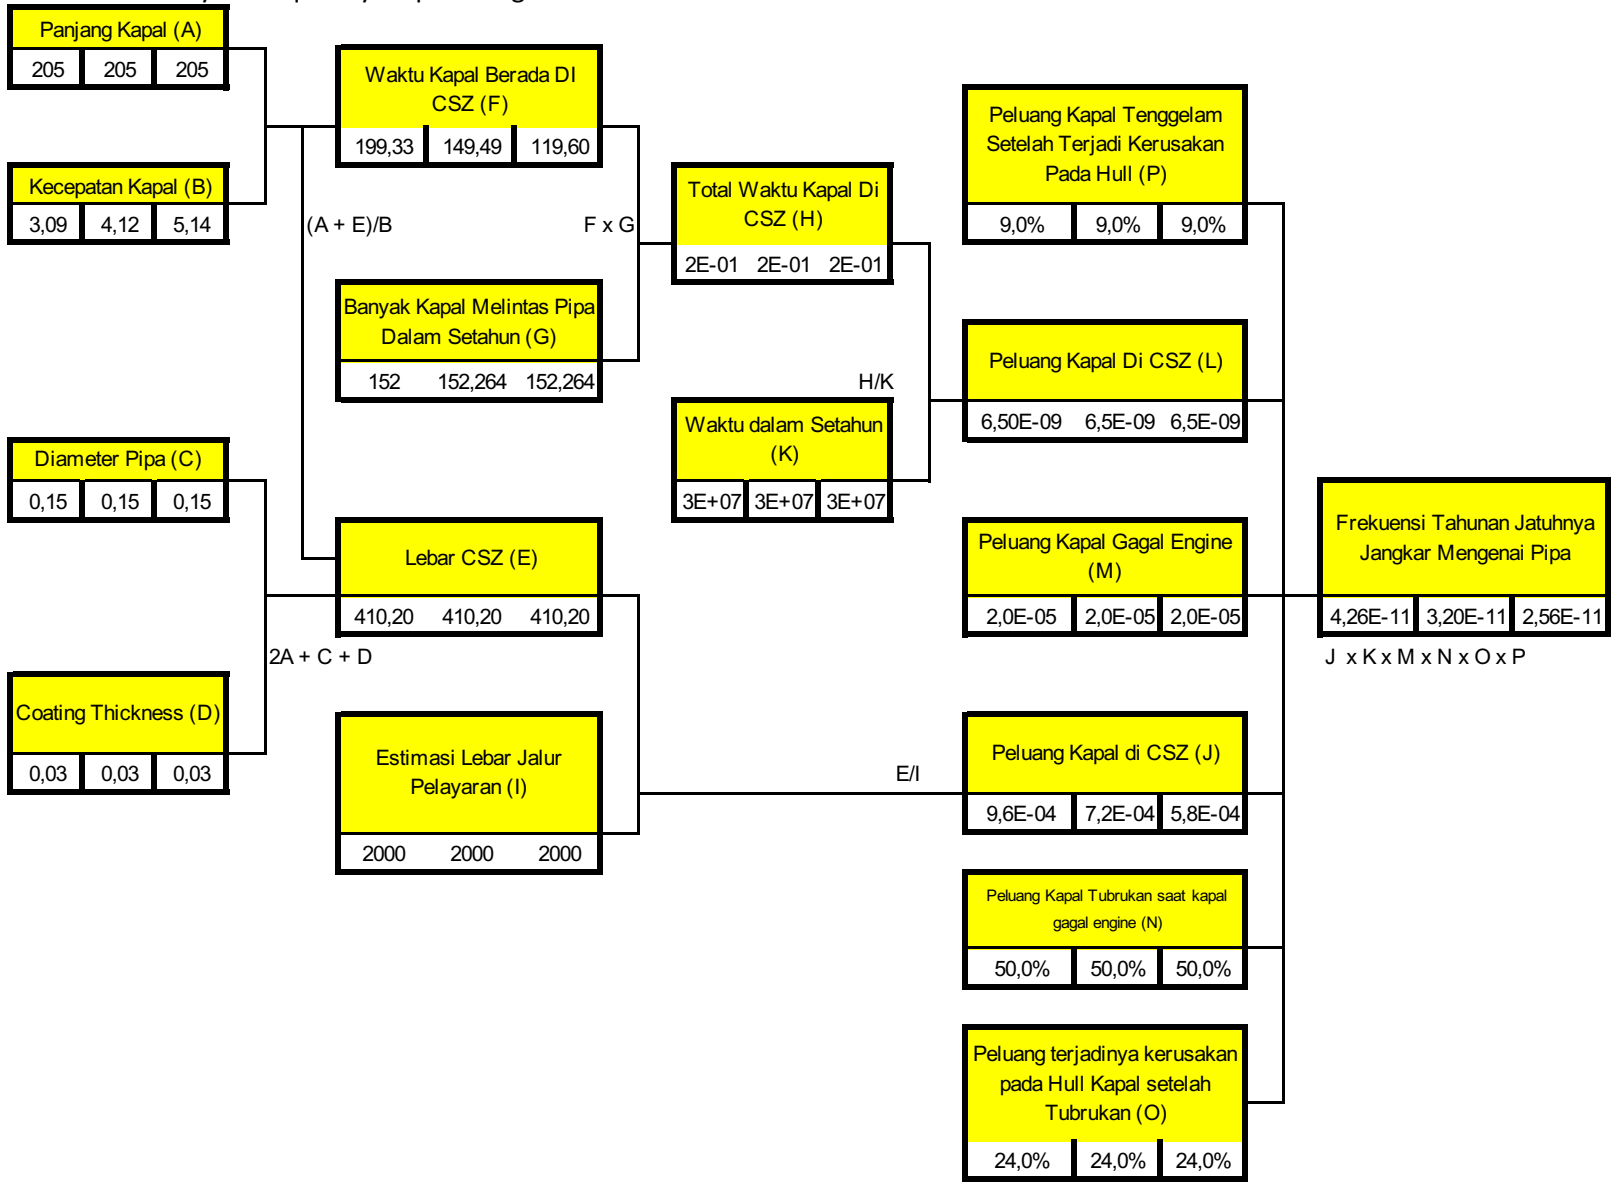 Panjang Kapal (A)
205 205 205
Kecepatan Kapal (B)
3,09 4,12 5,14
Diameter Pipa (C)
0,15 0,15 0,15
Coating Thickness (D)
0,03 0,03 0,03
Waktu Kapal Berada DI
CSZ (F)
199,33 149,49 119,60
(A + E)/B
Banyak Kapal Melintas Pipa
Dalam Setahun (G)
152 152,264 152,264
Lebar CSZ (E)
410,20 410,20 410,20
2A + C + D
Estimasi Lebar Jalur
Pelayaran (I)
2000 2000 2000
F x G
Total Waktu Kapal Di
CSZ (H)
2E-01 2E-01 2E-01
H/K
Waktu dalam Setahun
(K)
3E+07 3E+07 3E+07
E/I
Peluang Kapal Tenggelam
Setelah Terjadi Kerusakan
Pada Hull (P)
9,0% 9,0% 9,0%
Peluang Kapal Di CSZ (L)
6,50E-09 6,5E-09 6,5E-09
Peluang Kapal Gagal Engine
(M)
2,0E-05 2,0E-05 2,0E-05
Peluang Kapal di CSZ (J)
9,6E-04 7,2E-04 5,8E-04
Peluang Kapal Tubrukan saat kapal
gagal engine (N)
50,0% 50,0% 50,0%
Peluang terjadinya kerusakan
pada Hull Kapal setelah
Tubrukan (O)
24,0% 24,0% 24,0%
Frekuensi Tahunan Jatuhnya
Jangkar Mengenai Pipa
4,26E-11 3,20E-11 2,56E-11
J x K x M x N x O x P